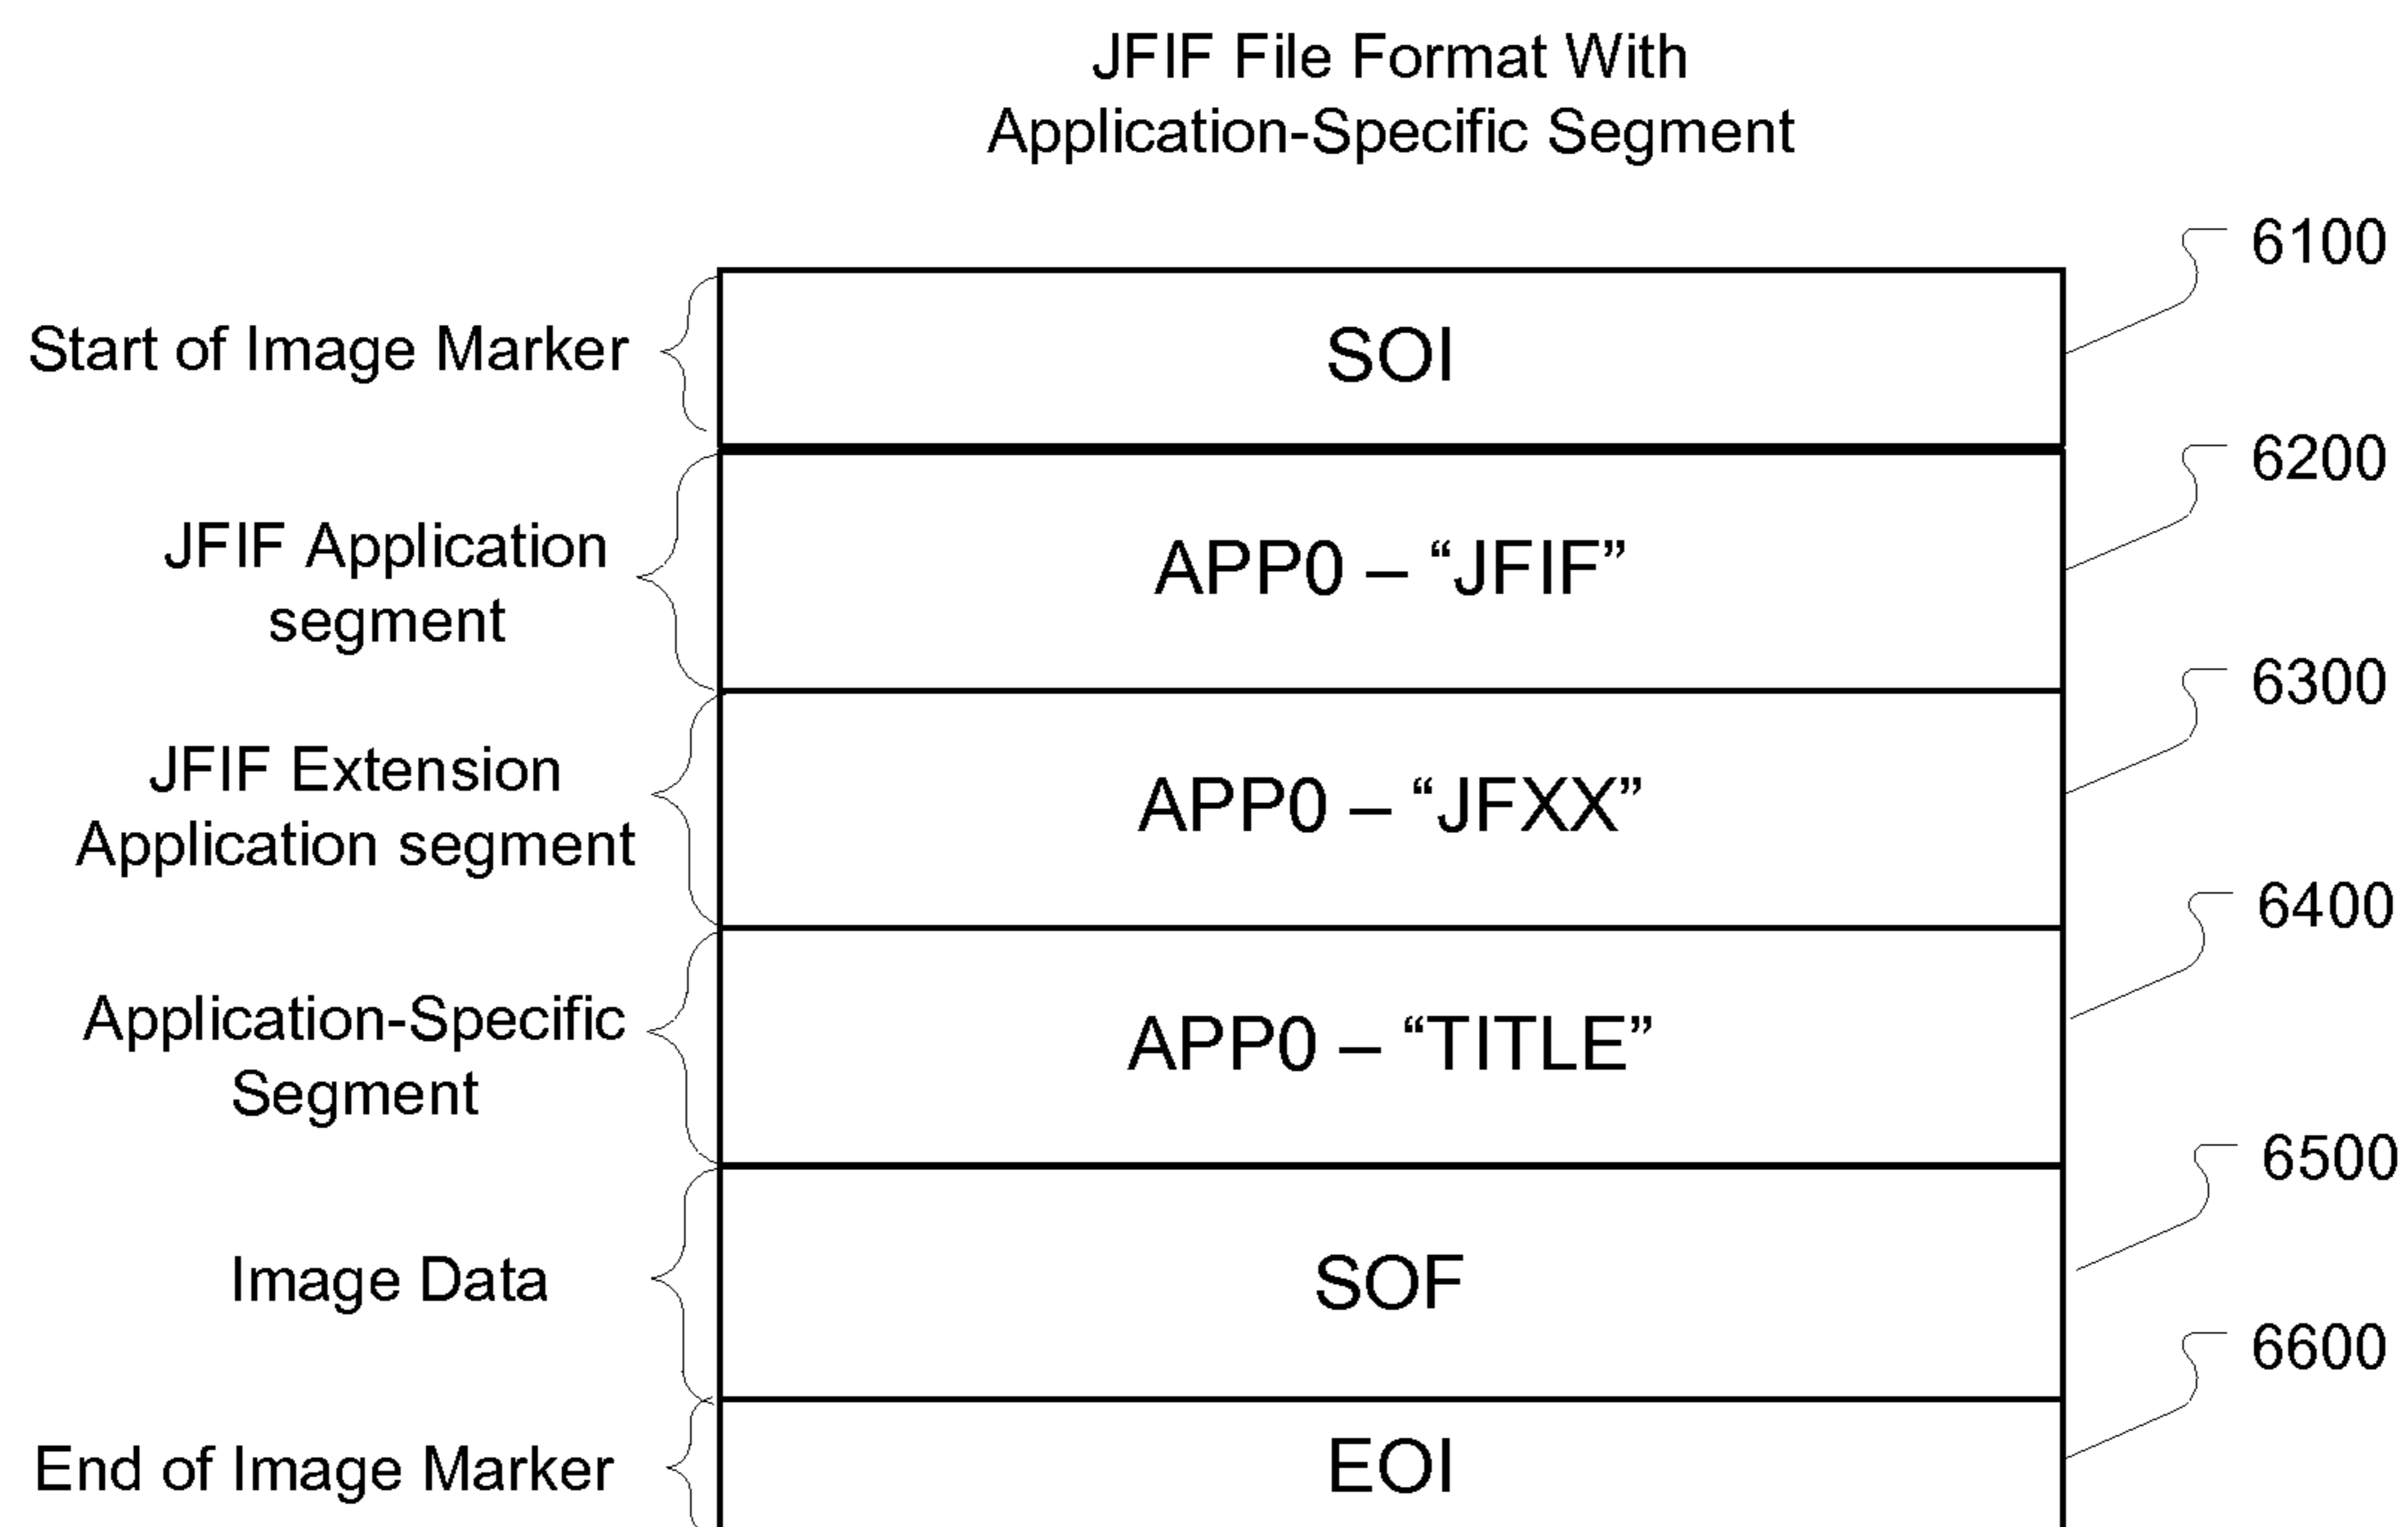 JFIF File Format With
Application-Specific Segment
6100
Start of Image Marker
SOI
6200
JFIF Application
segment
APP0 – “JFIF”
6300
JFIF Extension
Application segment
APP0 – “JFXX”
6400
Application-Specific
Segment
APP0 – “TITLE”
6500
Image Data
SOF
6600
End of Image Marker
EOI